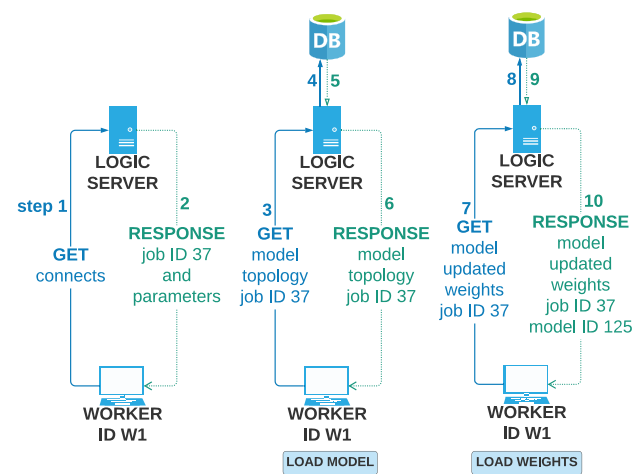 DB
4
5
LOGIC
SERVER
DB
8
9
LOGIC
SERVER
LOGIC
SERVER
step 1
GET
connects
2
RESPONSE
job ID 37
and
parameters
WORKER
ID W1
3
GET
model
topology
job ID 37
6
RESPONSE
model
topology
job ID 37
WORKER
ID W1
LOAD MODEL
7
GET
model
updated
weights
job ID 37
10
RESPONSE
model
updated
weights
job ID 37
model ID 125
WORKER
ID W1
LOAD WEIGHTS